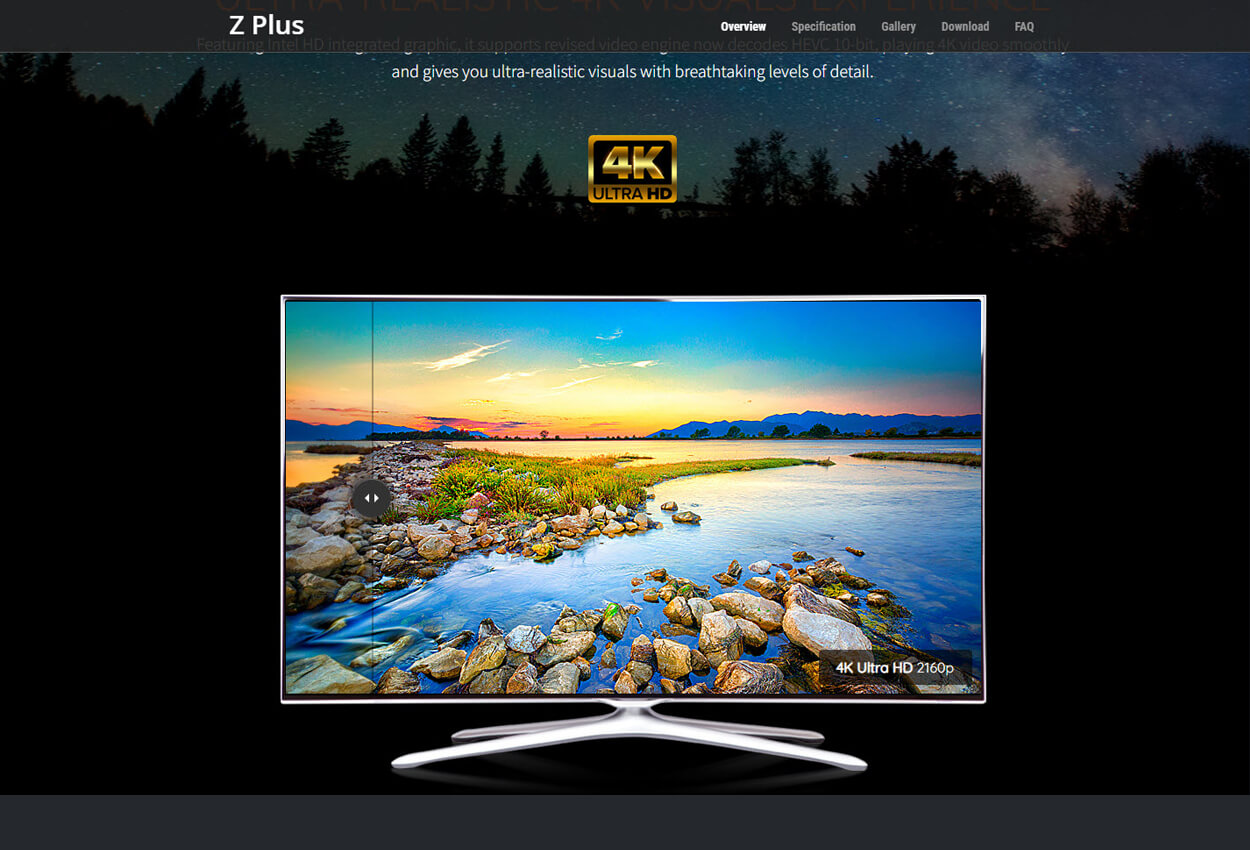 ULTRA-REALISTIC 4K VISUALS EXPERIENCE
Z Plus
Overview Specification Gallery Download FAQ
Featuring Intel HD integrated graphic, it supports revised video engine now decodes HEVC 10-bit, playing 4K video smoothly
and gives you ultra-realistic visuals with breathtaking levels of detail.
4K
ULTRA HD
4K Ultra HD 2160p